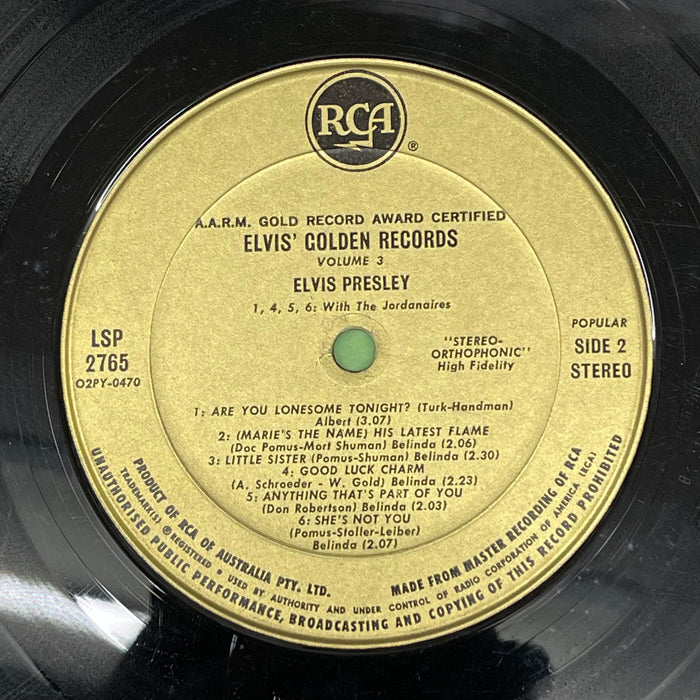 RCA
®
A.A.R.M. GOLD RECORD AWARD CERTIFIED
ELVIS' GOLDEN RECORDS
VOLUME 3
ELVIS PRESLEY
1, 4, 5, 6: With The Jordanaires
LSP
2765
O2PY-0470
"STEREO-
ORTHOPHONIC"
High Fidelity
POPULAR
SIDE 2
STEREO
1: ARE YOU LONESOME TONIGHT? (Turk-Handman)
Albert (3.07)
2: (MARIE"S THE NAME) HIS LATEST FLAME
(Doc Pomus-Mort Shuman) Belinda (2.06)
3: LITTLE SISTER (Pomus-Shuman) Belinda (2.30)
4: GOOD LUCK CHARM
(A. Schroeder - W. Gold) Belinda (2.23)
5: ANYTHING THAT'S PART OF YOU
(Don Robertson) Belinda (2.03)
6: SHE'S NOT YOU
(Pomus-Stoller-Leiber)
Belinda (2.07)
PRODUCT OF RCA OF AUSTRALIA PTY. LTD.
MADE FROM MASTER RECORDING OF RCA
TRADEMARK(S) ® REGISTERED • USED BY AUTHORITY AND UNDER CONTROL OF RADIO CORPORATION OF AMERICA (RCA)
UNAUTHORISED PUBLIC PERFORMANCE, BROADCASTING AND COPYING OF THIS RECORD PROHIBITED